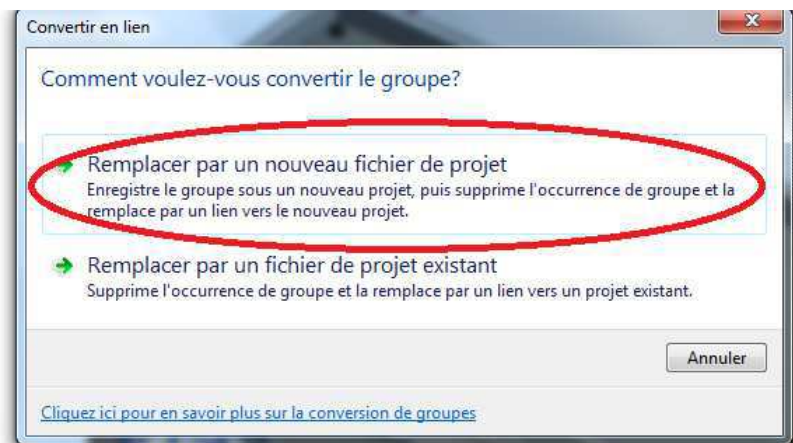 Convertir en lien
Comment voulez-vous convertir le groupe?
Remplacer par un nouveau fichier de projet
Enregistre le groupe sous un nouveau projet, puis supprime l'occurrence de groupe et la
remplace par un lien vers le nouveau projet.
Remplacer par un fichier de projet existant
Supprime l'occurrence de groupe et la remplace par un lien vers un projet existant.
Annuler
Cliquez ici pour en savoir plus sur la conversion de groupes